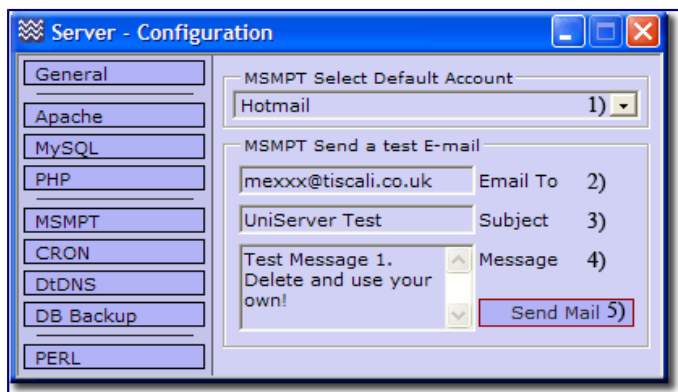 Server - Configuration
General
Apache
MySQL
PHP
MSMPT
CRON
DtDNS
DB Backup
PERL
MSMPT Select Default Account
Hotmail 1)
MSMPT Send a test E-mail
mexxx@tiscali.co.uk Email To 2)
UniServer Test Subject 3)
Test Message 1. Message 4)
Delete and use your
own!
Send Mail 5)